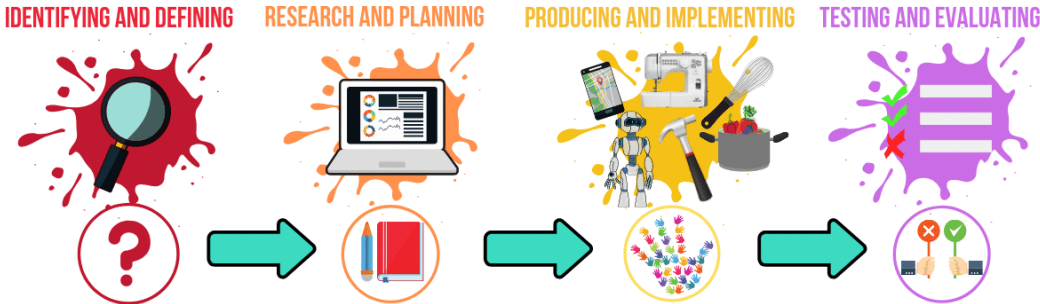 IDENTIFYING AND DEFINING
RESEARCH AND PLANNING
PRODUCING AND IMPLEMENTING
TESTING AND EVALUATING
?